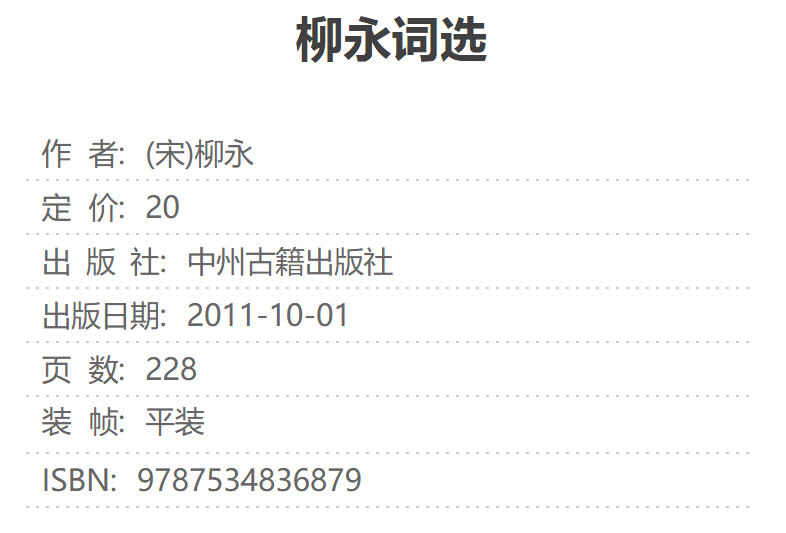 柳永词选
作 者: (宋)柳永
定 价: 20
出 版 社: 中州古籍出版社
出版日期: 2011-10-01
页 数: 228
装 帧: 平装
ISBN: 9787534836879